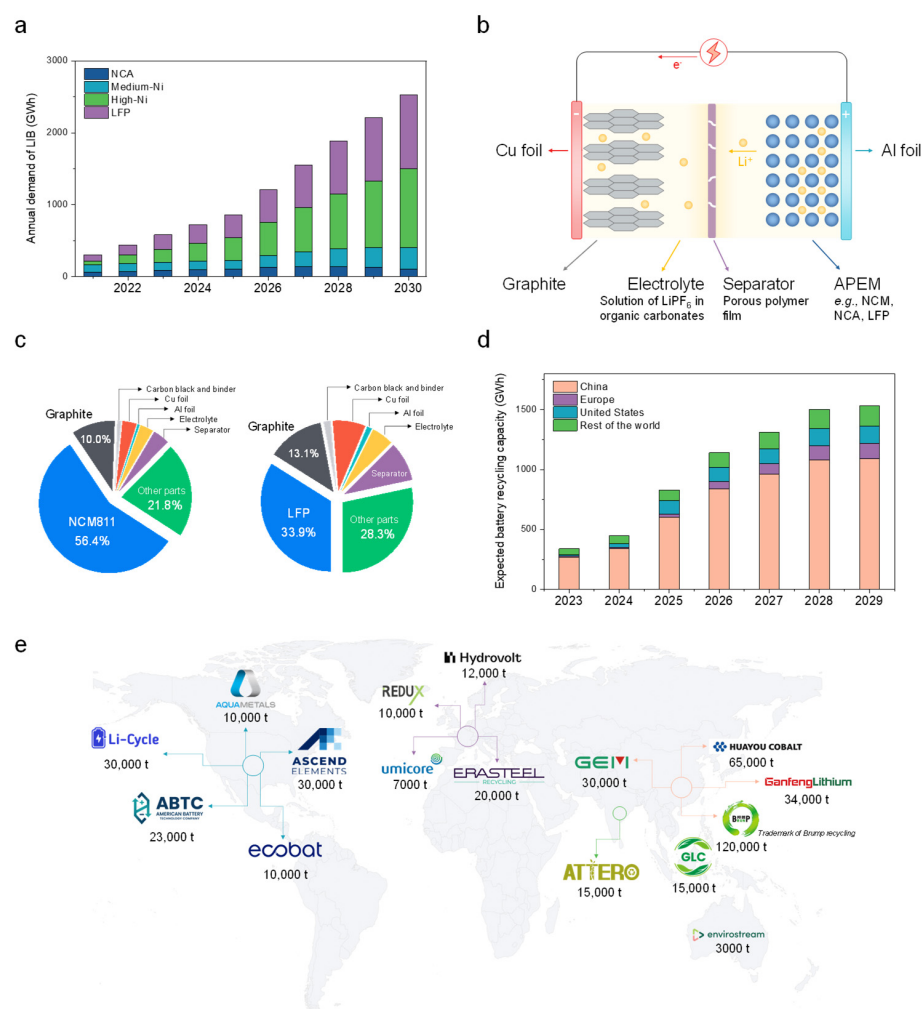 a
Annual demand of LIB (GWh)
3000
2000
1000
0
NCA
Medium-Ni
High-Ni
LFP
2022
2024
2026
2028
2030
b
e-
-
+
Li+
Cu foil
Al foil
Graphite
Electrolyte
Solution of LiPF6 in
organic carbonates
Separator
Porous polymer
film
APEM
e.g., NCM,
NCA, LFP
c
Carbon black and binder
Cu foil
Al foil
Electrolyte
Separator
Graphite
10.0%
Other parts
21.8%
NCM811
56.4%
Carbon black and binder
Cu foil
Al foil
Electrolyte
Graphite
13.1%
Separator
LFP
33.9%
Other parts
28.3%
d
Expected battery recycling capacity (GWh)
1500
1000
500
0
China
Europe
United States
Rest of the world
2023
2024
2025
2026
2027
2028
2029
e
AQUAMETALS
10,000 t
Li-Cycle
30,000 t
ASCEND
ELEMENTS
30,000 t
ABTC
AMERICAN BATTERY
TECHNOLOGY COMPANY
23,000 t
ecobat
10,000 t
Hydrovolt
12,000 t
REDUX
10,000 t
umicore
7000 t
ERASTEEL
RECYCLING
20,000 t
GEM
30,000 t
HUAYOU COBALT
65,000 t
GanfengLithium
34,000 t
Trademark of Brump recycling
120,000 t
GLC
15,000 t
ATTERO
15,000 t
envirostream
3000 t